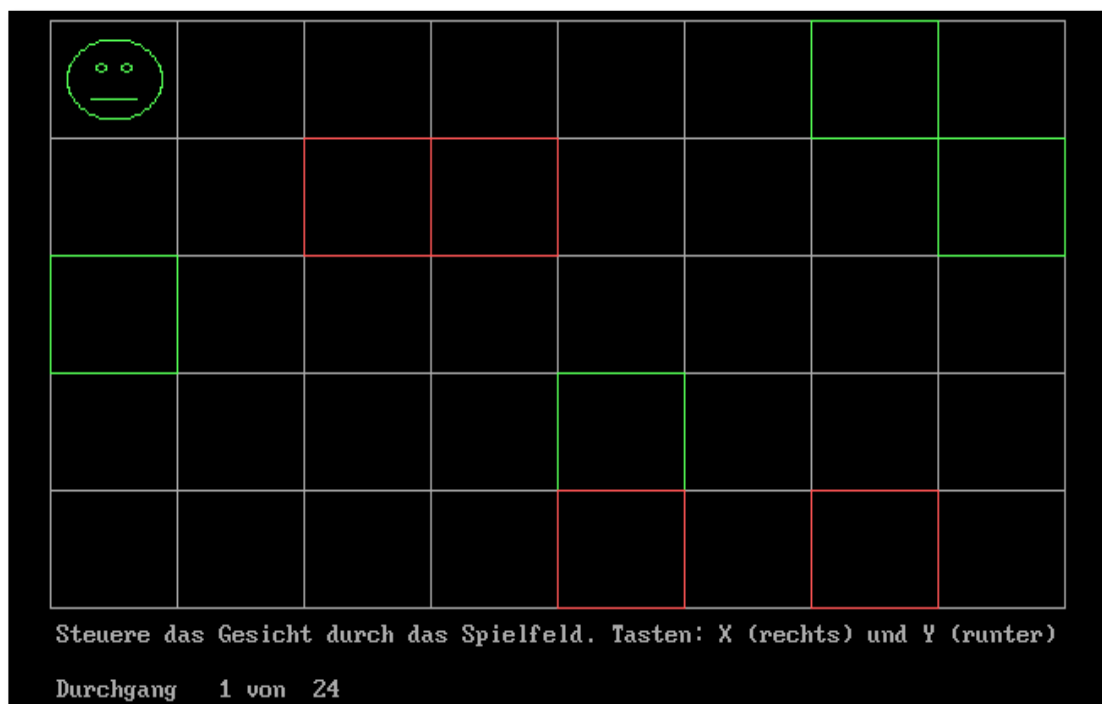 Steuere das Gesicht durch das Spielfeld. Tasten: X (rechts) und Y (runter)
Durchgang   1 von  24